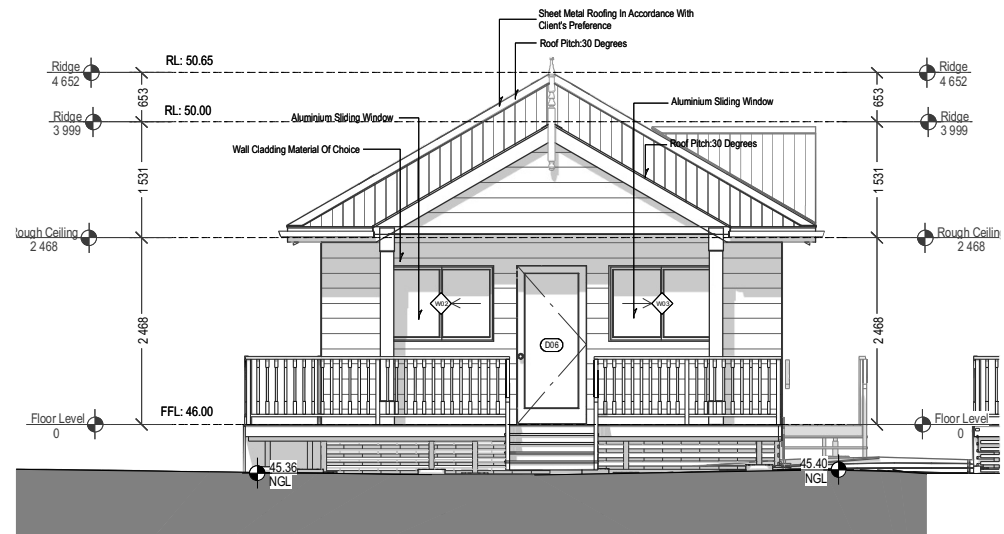 Sheet Metal Roofing In Accordance With
Client's Preference
Roof Pitch:30 Degrees
RL: 50.65
Ridge
4 652
Ridge
4 652
653
653
RL: 50.00
Ridge
3 999
Ridge
3 999
Aluminium Sliding Window
Aluminium Sliding Window
Wall Cladding Material Of Choice
Roof Pitch:30 Degrees
1 531
1 531
Rough Ceiling
2 468
Rough Ceiling
2 468
W02
W03
D06
2 468
2 468
FFL: 46.00
Floor Level
0
Floor Level
0
45.36
NGL
45.40
NGL